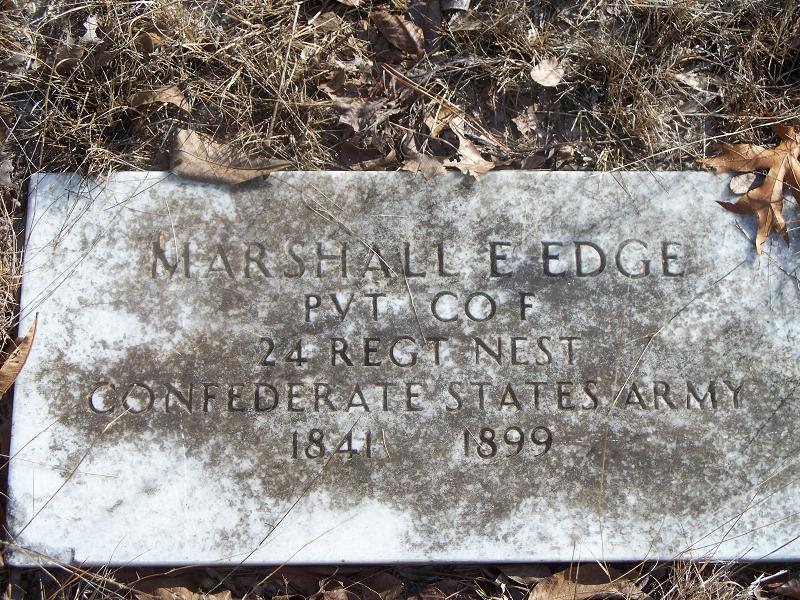 MARSHALL E EDGE
PVT CO F
24 REGT NEST
CONFEDERATE STATES ARMY
1841 1899